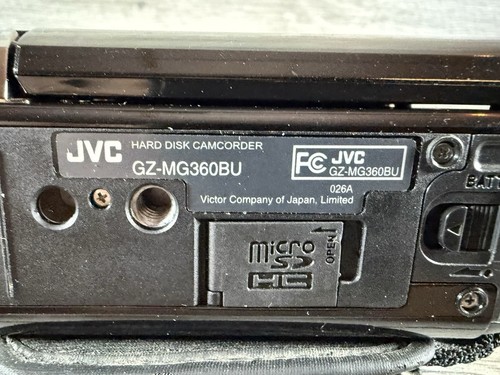 JVC HARD DISK CAMCORDER
GZ-MG360BU
FC JVC
GZ-MG360BU
026A
Victor Company of Japan, Limited
BATT
micro
SD
HC
OPEN